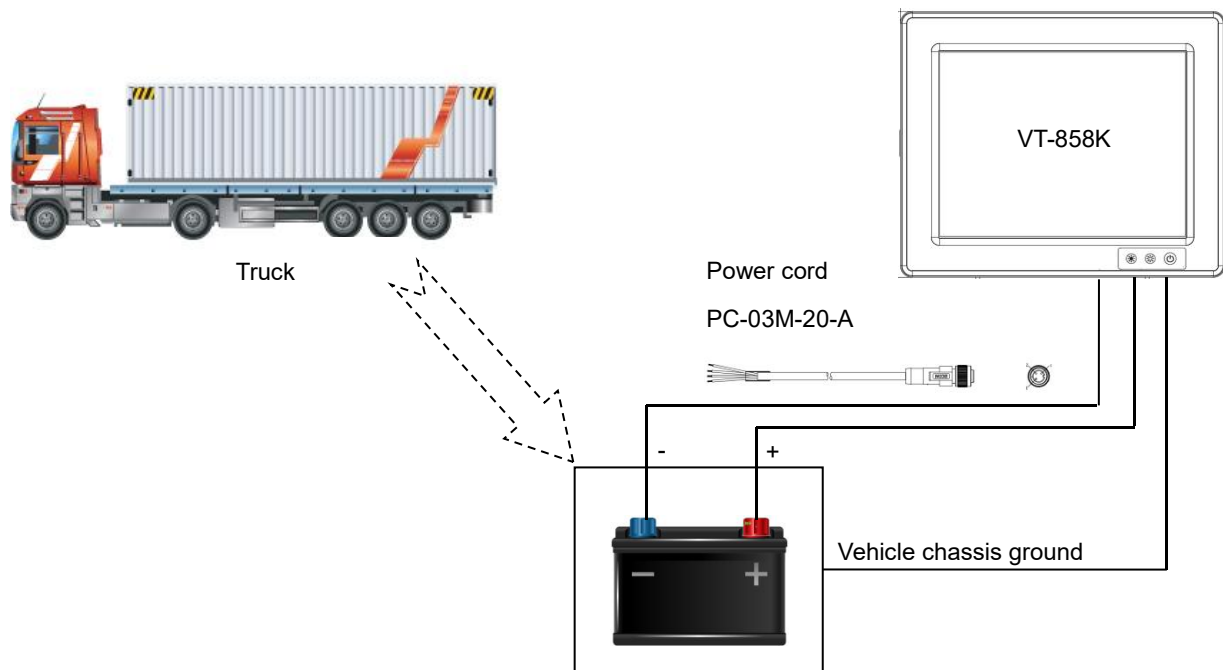 VT-858K
Truck
Power cord
PC-03M-20-A
- +
Vehicle chassis ground
− +